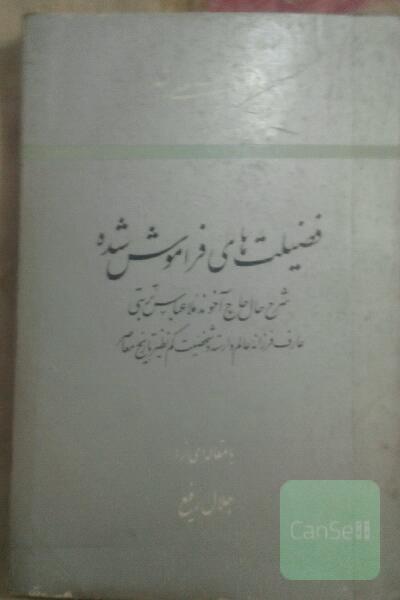 فضیلت های فراموش شده
شرح حال حاج آخوند ملا عباس تربتی
عارف فرزانه عالم وارسته و شخصیت کم نظیر تاریخ معاصر
با مقاله ای از:
جلال رفیع
CanSell